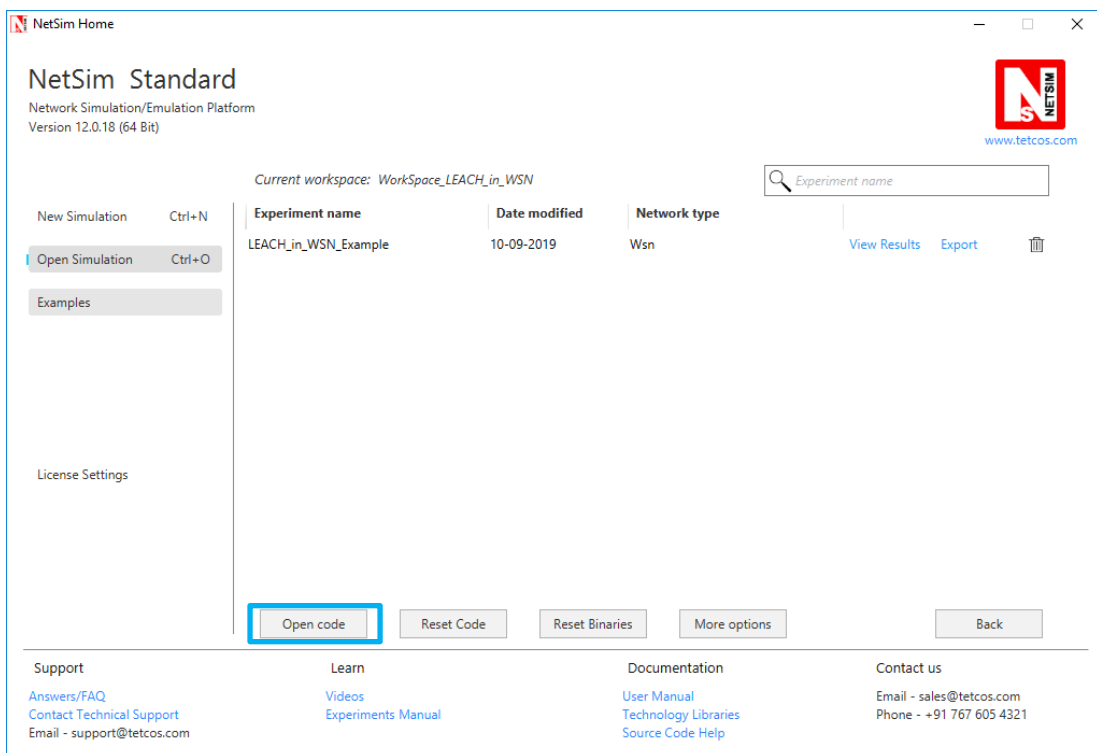 NetSim Home
NetSim Standard
Network Simulation/Emulation Platform
Version 12.0.18 (64 Bit)
NS NETSIM
www.tetcos.com
Current workspace: WorkSpace_LEACH_in_WSN
Experiment name
New Simulation Ctrl+N
Open Simulation Ctrl+O
Examples
License Settings
Experiment name Date modified Network type
LEACH_in_WSN_Example 10-09-2019 Wsn View Results Export
Open code Reset Code Reset Binaries More options Back
Support
Answers/FAQ
Contact Technical Support
Email - support@tetcos.com
Learn
Videos
Experiments Manual
Documentation
User Manual
Technology Libraries
Source Code Help
Contact us
Email - sales@tetcos.com
Phone - +91 767 605 4321